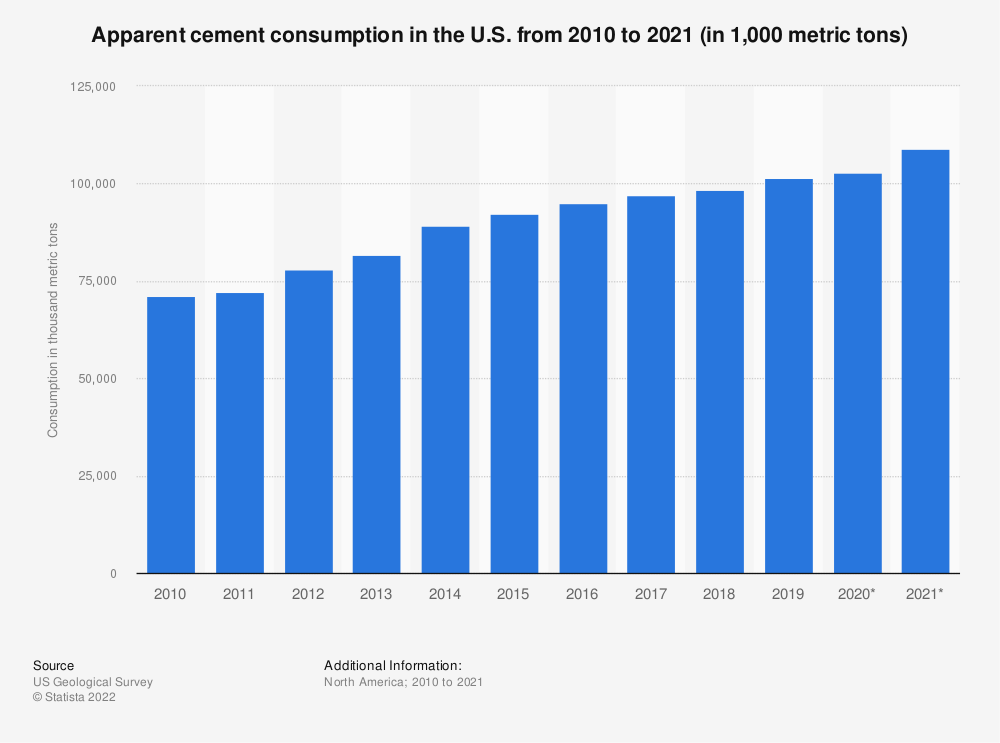 Apparent cement consumption in the U.S. from 2010 to 2021 (in 1,000 metric tons)
125,000
100,000
75,000
50,000
25,000
0
Consumption in thousand metric tons
2010 2011 2012 2013 2014 2015 2016 2017 2018 2019 2020* 2021*
Source
US Geological Survey
© Statista 2022
Additional Information:
North America; 2010 to 2021